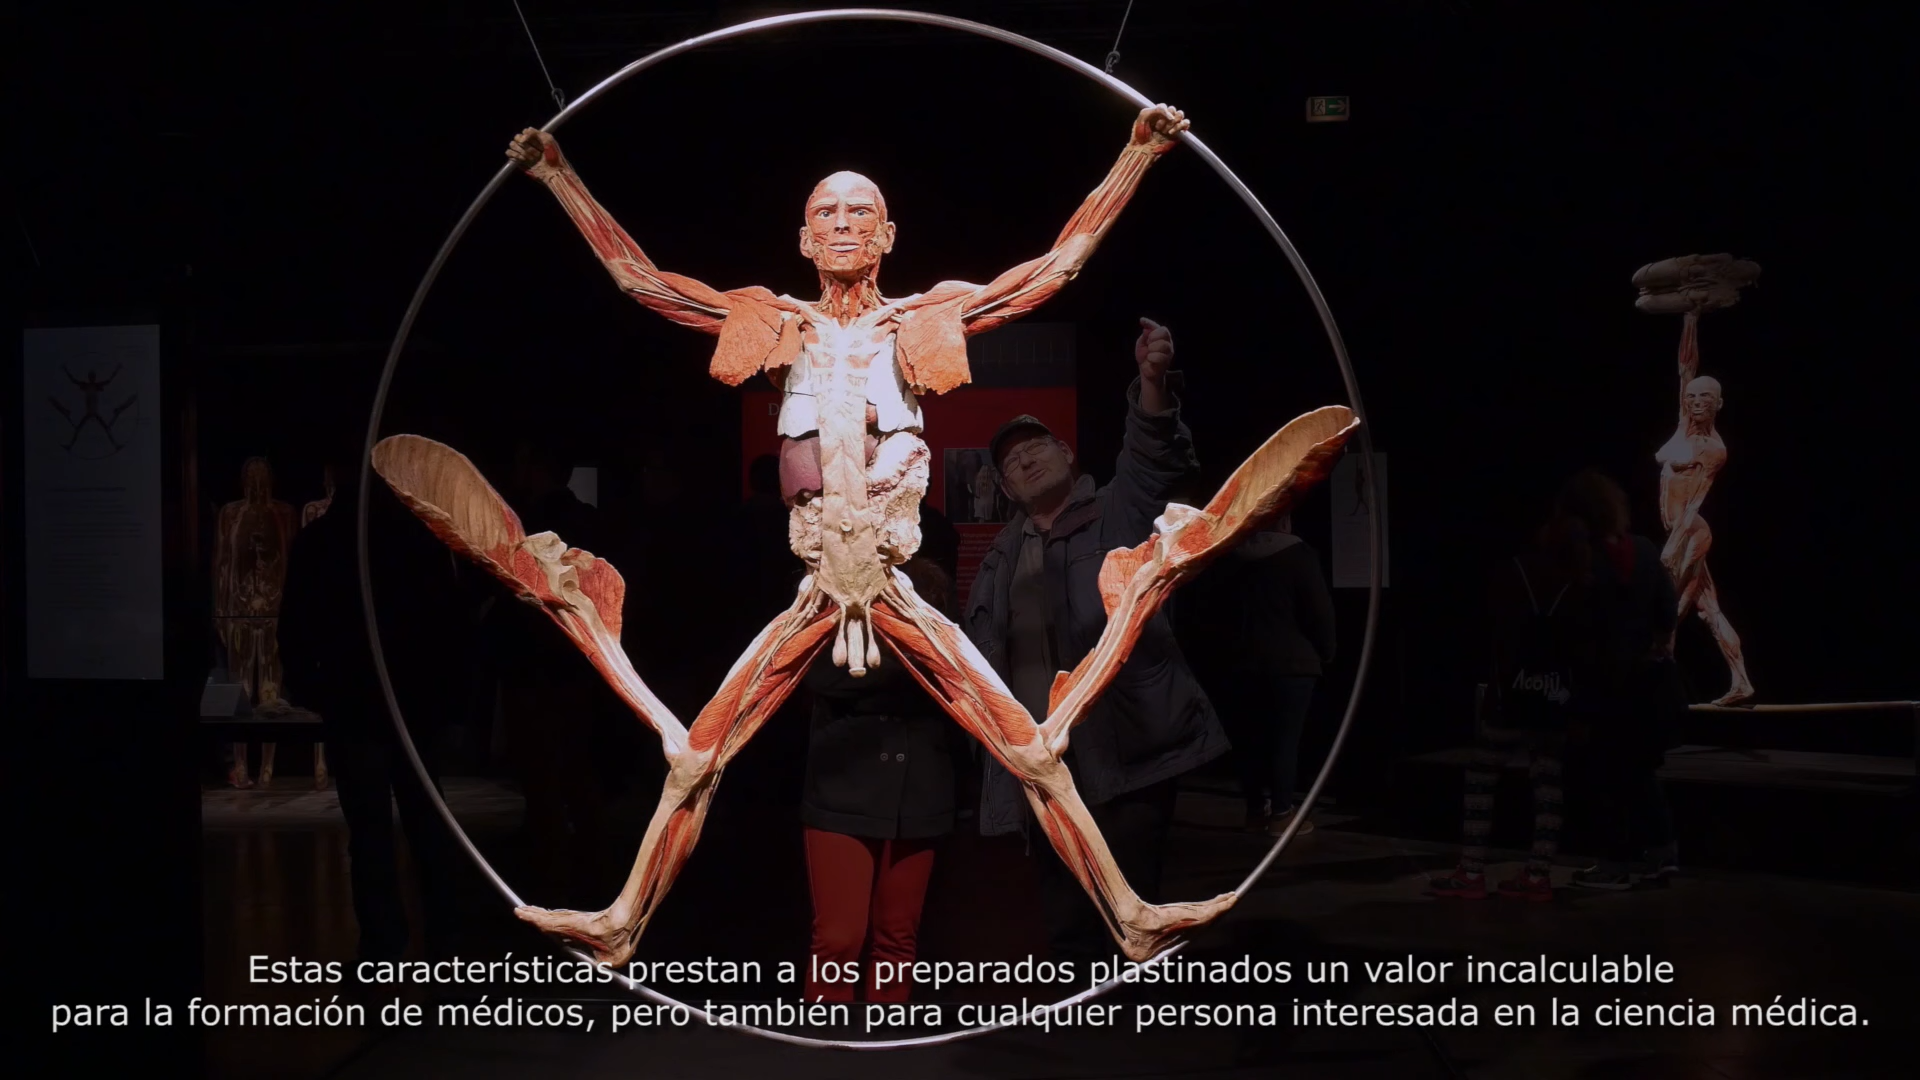 Estas características prestan a los preparados plastinados un valor incalculable
para la formación de médicos, pero también para cualquier persona interesada en la ciencia médica.